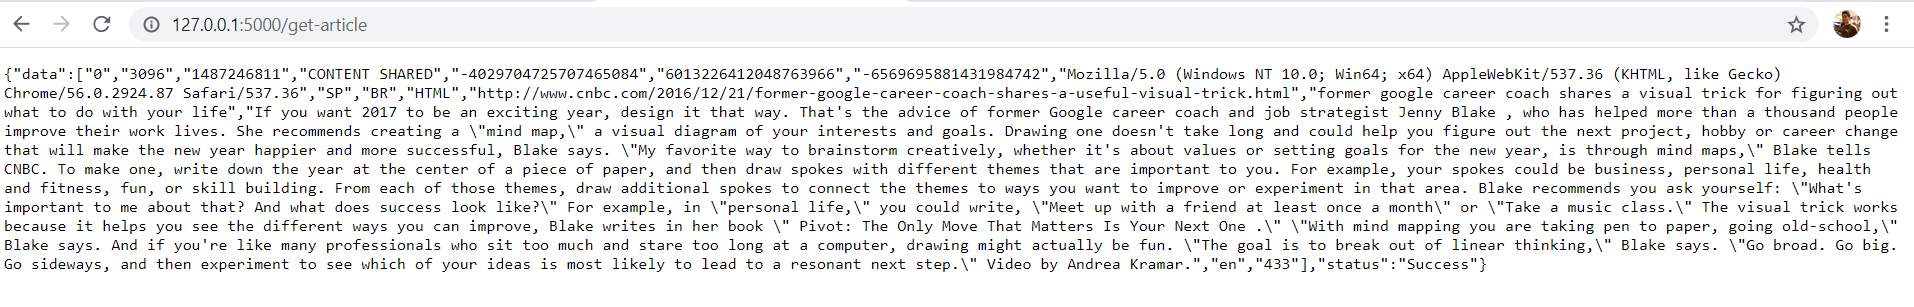 127.0.0.1:5000/get-article
{"data":["0","3096","1487246811","CONTENT SHARED","-4029704725707465084","6013226412048763966","-6569695881431984742","Mozilla/5.0 (Windows NT 10.0; Win64; x64) AppleWebKit/537.36 (KHTML, like Gecko)
Chrome/56.0.2924.87 Safari/537.36","SP","BR","HTML","http://www.cnbc.com/2016/12/21/former-google-career-coach-shares-a-useful-visual-trick.html","former google career coach shares a visual trick for figuring out
what to do with your life","If you want 2017 to be an exciting year, design it that way. That's the advice of former Google career coach and job strategist Jenny Blake , who has helped more than a thousand people
improve their work lives. She recommends creating a \"mind map,\" a visual diagram of your interests and goals. Drawing one doesn't take long and could help you figure out the next project, hobby or career change
that will make the new year happier and more successful, Blake says. \"My favorite way to brainstorm creatively, whether it's about values or setting goals for the new year, is through mind maps,\" Blake tells
CNBC. To make one, write down the year at the center of a piece of paper, and then draw spokes with different themes that are important to you. For example, your spokes could be business, personal life, health
and fitness, fun, or skill building. From each of those themes, draw additional spokes to connect the themes to ways you want to improve or experiment in that area. Blake recommends you ask yourself: \"What's
important to me about that? And what does success look like?\" For example, in \"personal life,\" you could write, \"Meet up with a friend at least once a month\" or \"Take a music class.\" The visual trick works
because it helps you see the different ways you can improve, Blake writes in her book \" Pivot: The Only Move That Matters Is Your Next One .\" \"With mind mapping you are taking pen to paper, going old-school,\"
Blake says. And if you're like many professionals who sit too much and stare too long at a computer, drawing might actually be fun. \"The goal is to break out of linear thinking,\" Blake says. \"Go broad. Go big.
Go sideways, and then experiment to see which of your ideas is most likely to lead to a resonant next step.\" Video by Andrea Kramar.","en","433"],"status":"Success"}